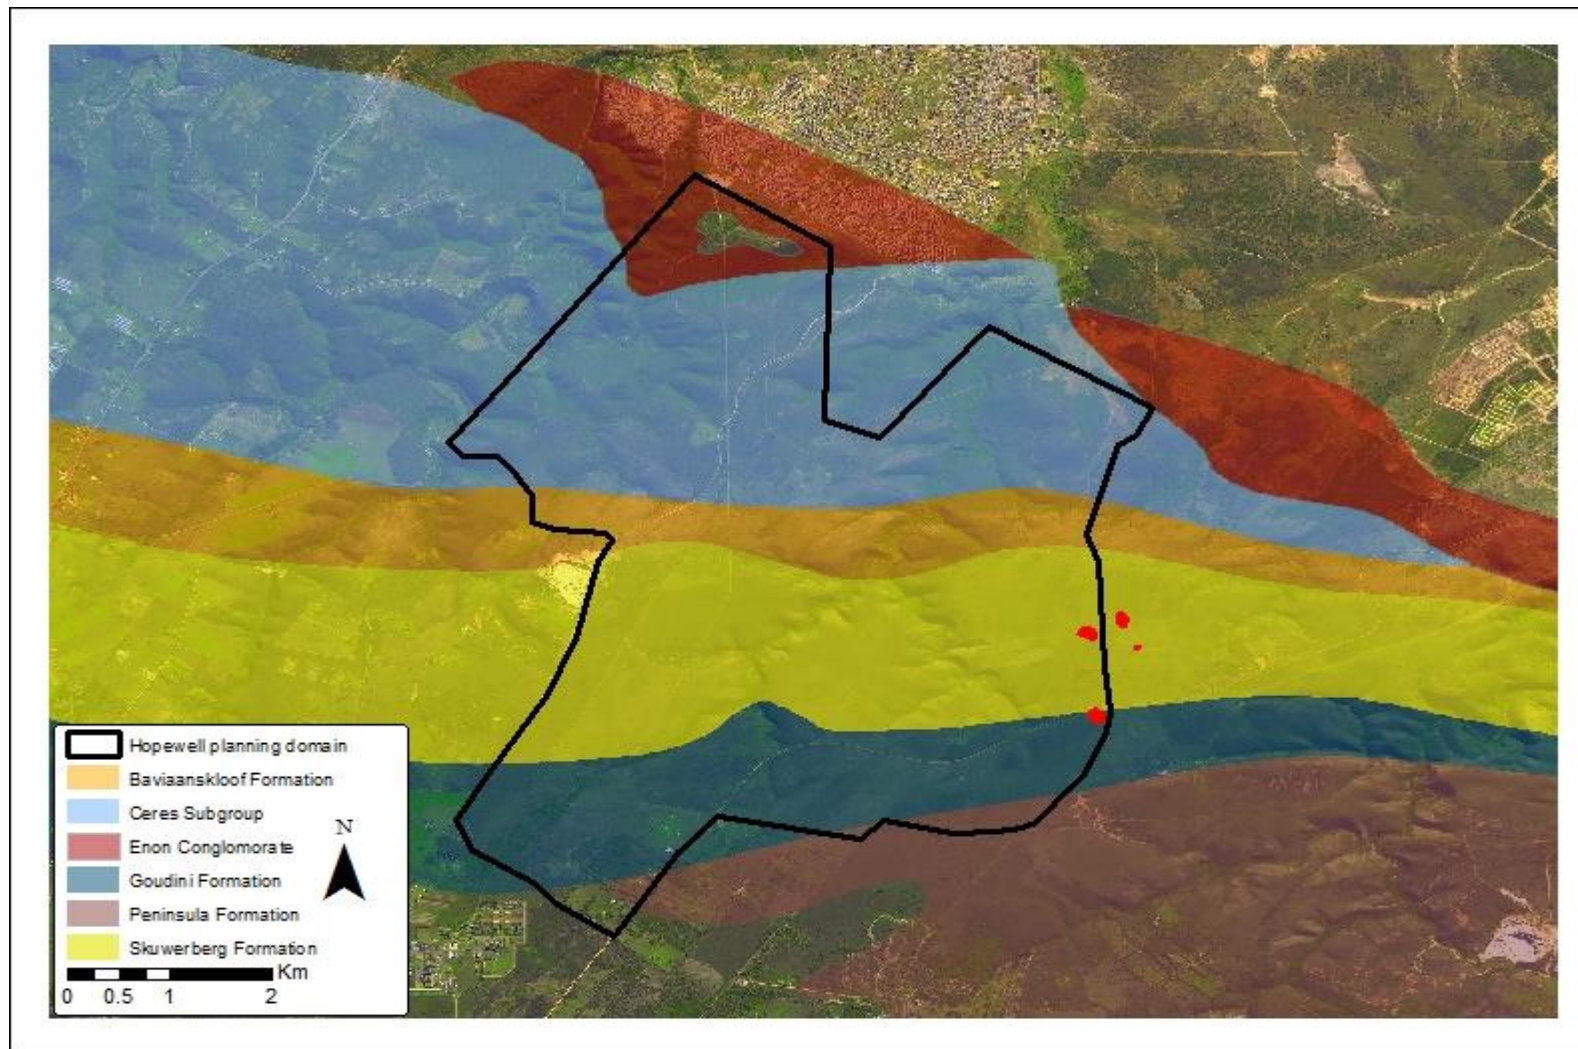 Hopewell planning domain
Baviaanskloof Formation
Ceres Subgroup
Enon Conglomorate
Goudini Formation
Peninsula Formation
Skuwerberg Formation
N
Km
0 0.5 1 2